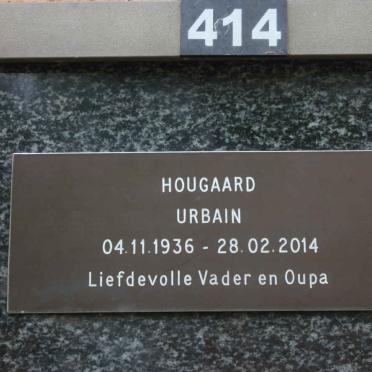 414
HOUGAARD
URBAIN
04.11.1936 - 28.02.2014
Liefdevolle Vader en Oupa